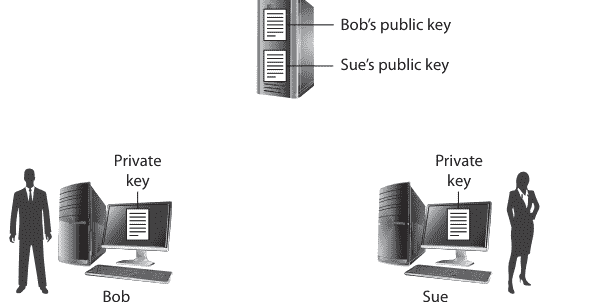 Bob's public key
Sue's public key
Private
key
Private
key
Bob
Sue